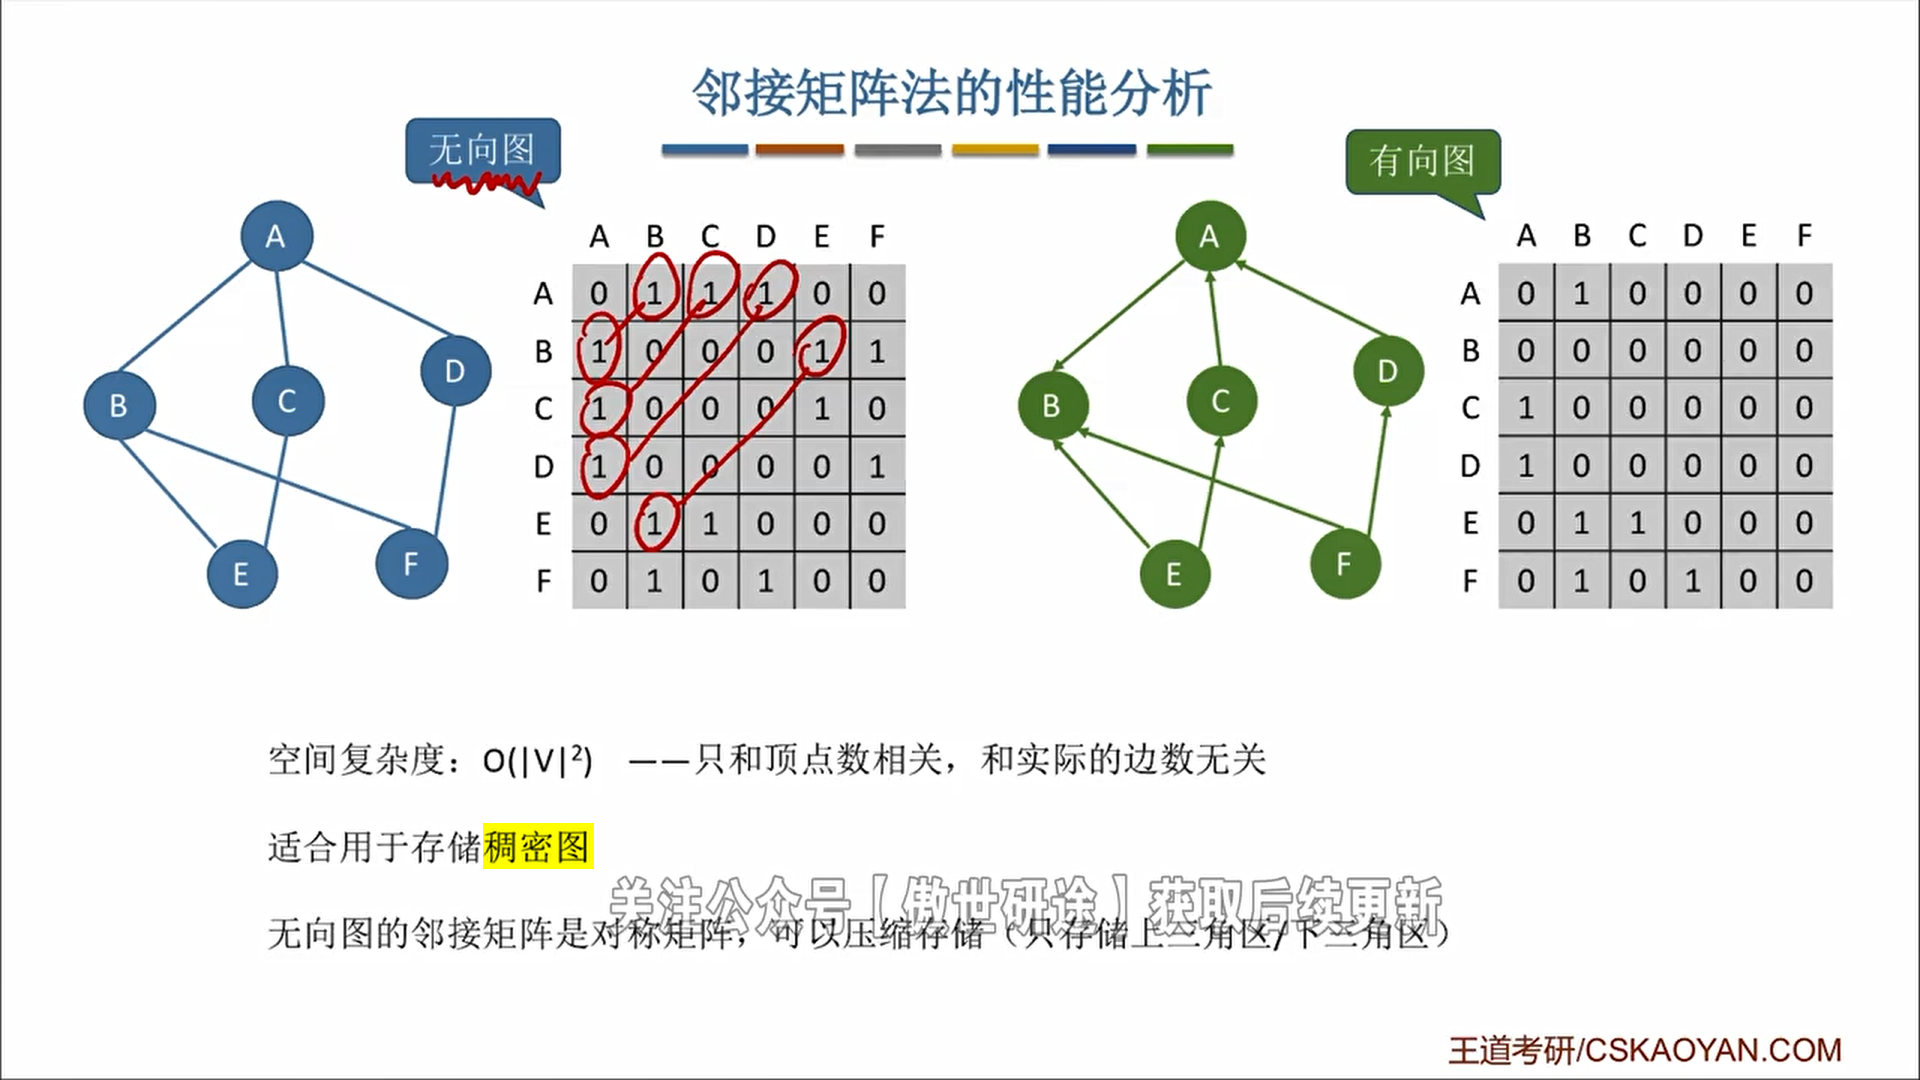 邻接矩阵法的性能分析
无向图
有向图
A
B
C
D
E
F
A B C D E F
A 0 1 1 1 0 0
B 1 0 0 0 1 1
C 1 0 0 0 1 0
D 1 0 0 0 0 1
E 0 1 1 0 0 0
F 0 1 0 1 0 0
A
B
C
D
E
F
A B C D E F
A 0 1 0 0 0 0
B 0 0 0 0 0 0
C 1 0 0 0 0 0
D 1 0 0 0 0 0
E 0 1 1 0 0 0
F 0 1 0 1 0 0
空间复杂度：O(|V|²) ——只和顶点数相关，和实际的边数无关
适合用于存储稠密图
关注公众号【傲世研途】获取后续更新
无向图的邻接矩阵是对称矩阵，可以压缩存储（只存储上三角区/下三角区）
王道考研/CSKAOYAN.COM